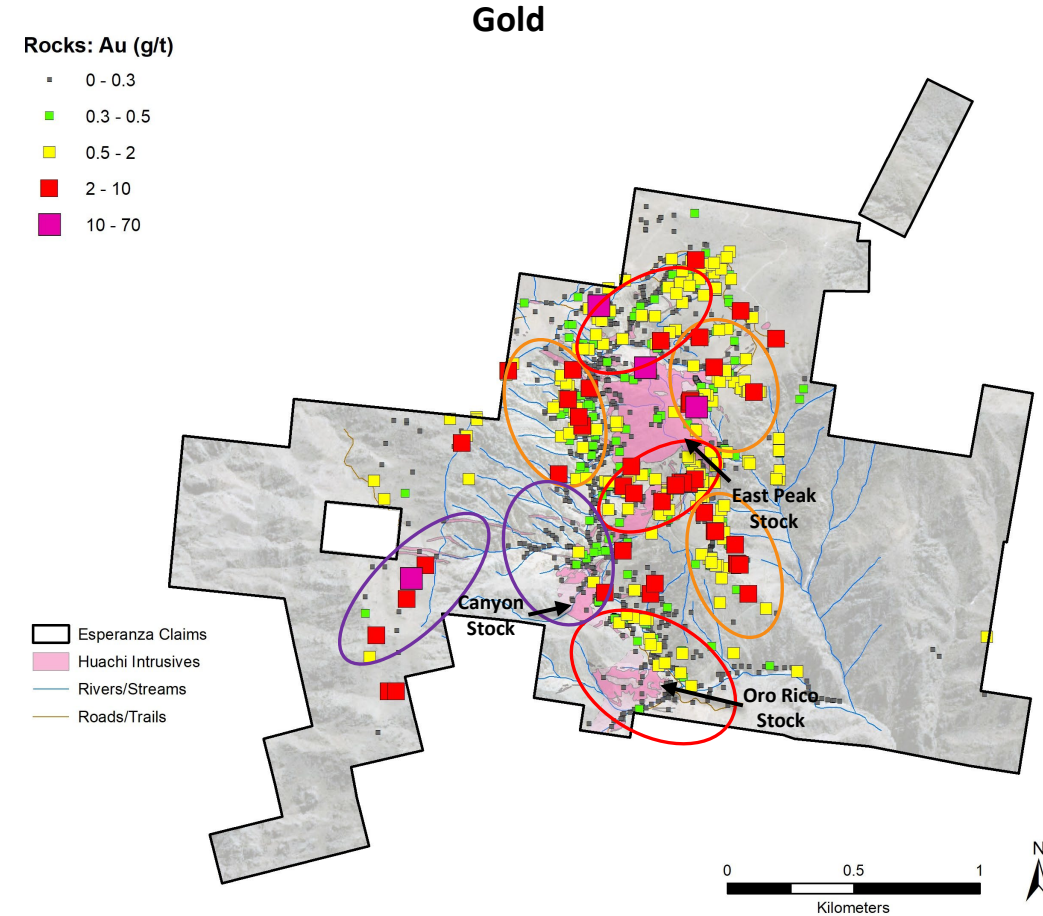 Gold
Rocks: Au (g/t)
0 - 0.3
0.3 - 0.5
0.5 - 2
2 - 10
10 - 70
East Peak
Stock
Canyon
Stock
Oro Rico
Stock
Esperanza Claims
Huachi Intrusives
Rivers/Streams
Roads/Trails
0 0.5 1
Kilometers
N